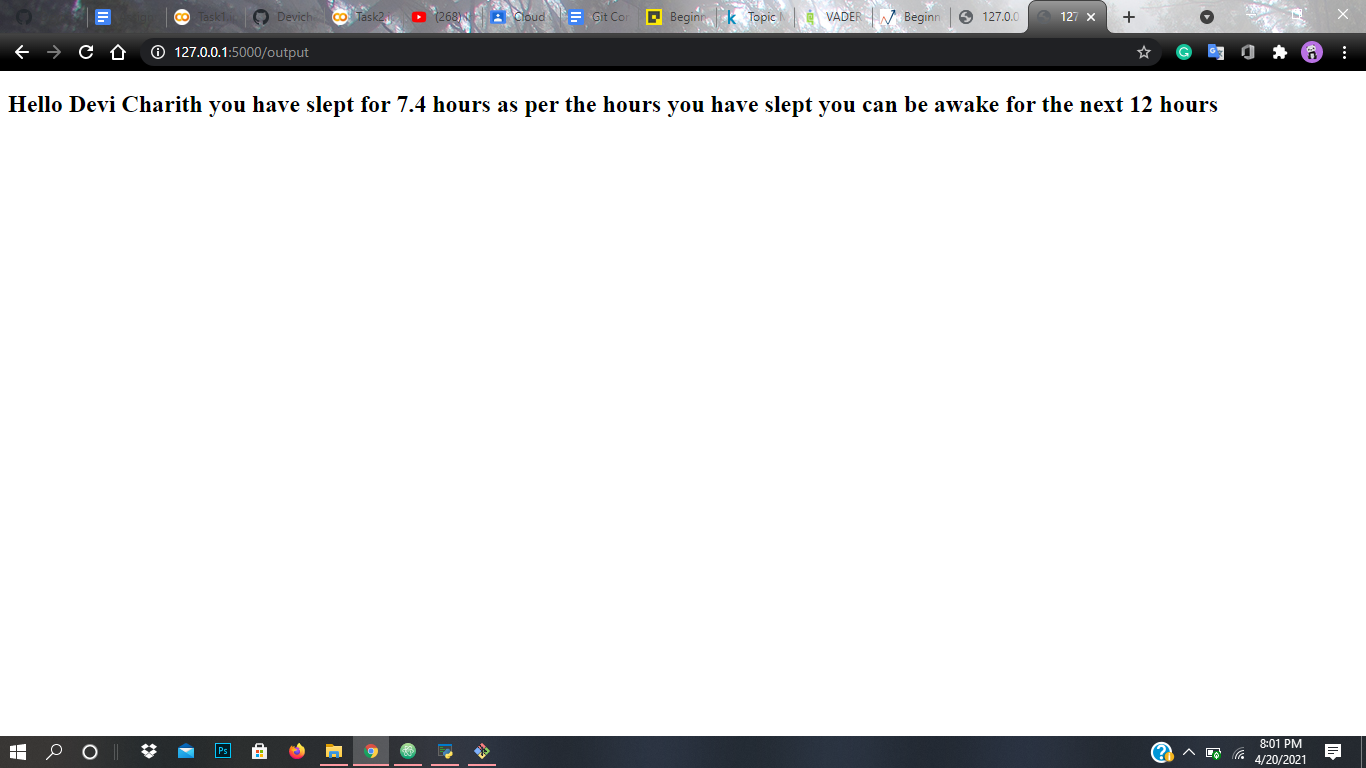 Task1.
Devich
Task2.
(268)
Cloud
Git Co
Beginn
Topic
VADER
Beginn
127.0.0
127
127.0.0.1:5000/output
Hello Devi Charith you have slept for 7.4 hours as per the hours you have slept you can be awake for the next 12 hours
Ps
8:01 PM
4/20/2021